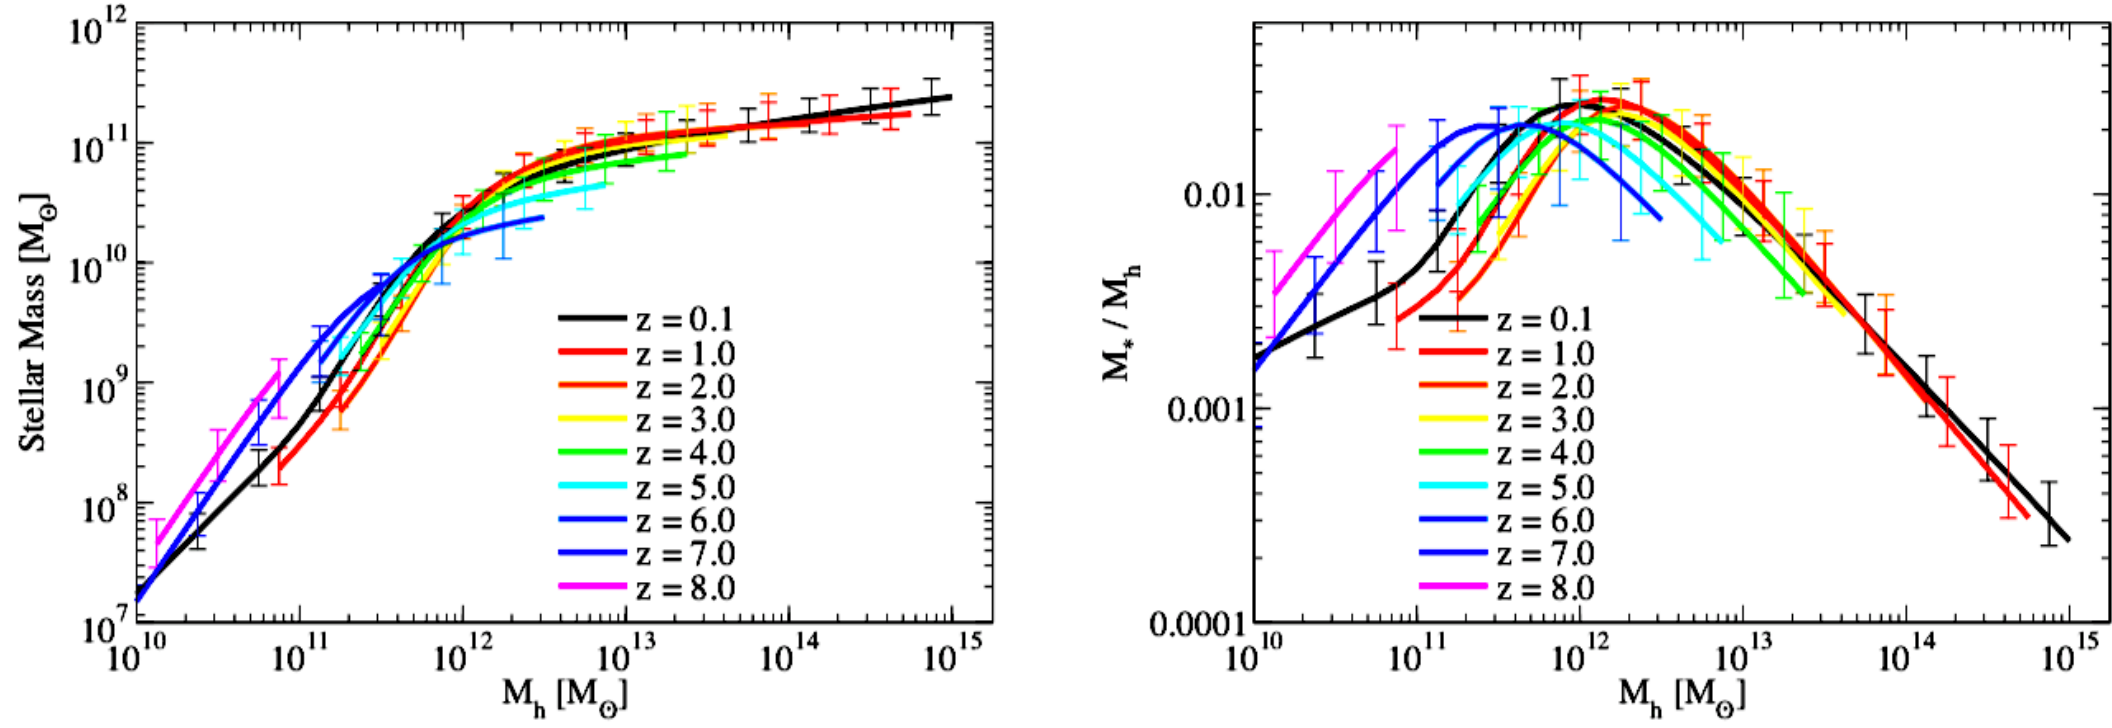 10^12
10^11
10^10
10^9
10^8
10^7
Stellar Mass [M_⊙]
z = 0.1
z = 1.0
z = 2.0
z = 3.0
z = 4.0
z = 5.0
z = 6.0
z = 7.0
z = 8.0
10^10 10^11 10^12 10^13 10^14 10^15
M_h [M_⊙]
0.01
0.001
0.0001
M_* / M_h
z = 0.1
z = 1.0
z = 2.0
z = 3.0
z = 4.0
z = 5.0
z = 6.0
z = 7.0
z = 8.0
10^10 10^11 10^12 10^13 10^14 10^15
M_h [M_⊙]